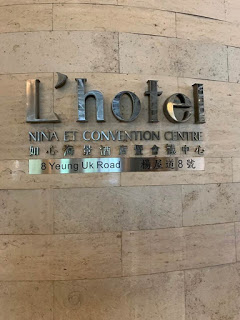 L'hotel
NINA ET CONVENTION CENTRE
如心海景酒店暨會議中心
8 Yeung Uk Road 楊屋道8號